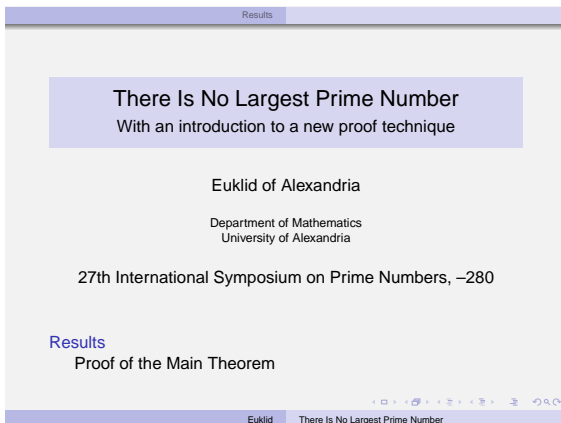 Results
There Is No Largest Prime Number
With an introduction to a new proof technique
Euklid of Alexandria
Department of Mathematics
University of Alexandria
27th International Symposium on Prime Numbers, –280
Results
Proof of the Main Theorem
Euklid There Is No Largest Prime Number